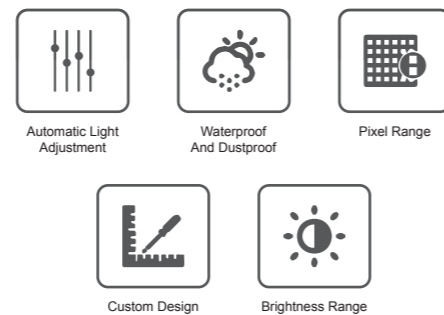 Automatic Light
Adjustment
Waterproof
And Dustproof
Pixel Range
Custom Design
Brightness Range